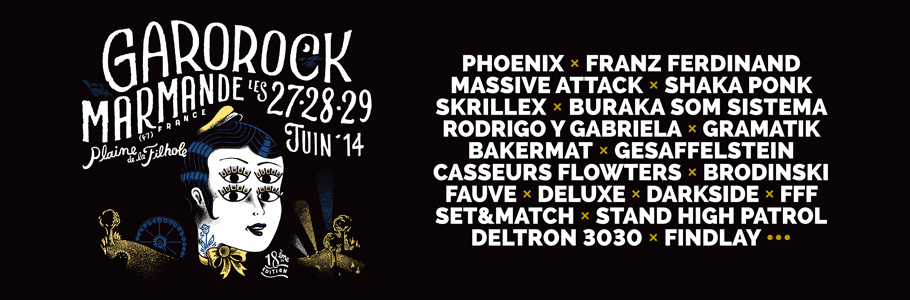 GAROROCK
MARMANDE LES 27·28·29
(47) FRANCE
JUIN '14
Plaine de la Filhole
18ème EDITION
PHOENIX × FRANZ FERDINAND
MASSIVE ATTACK × SHAKA PONK
SKRILLEX × BURAKA SOM SISTEMA
RODRIGO Y GABRIELA × GRAMATIK
BAKERMAT × GESAFFELSTEIN
CASSEURS FLOWTERS × BRODINSKI
FAUVE × DELUXE × DARKSIDE × FFF
SET&MATCH × STAND HIGH PATROL
DELTRON 3030 × FINDLAY •••